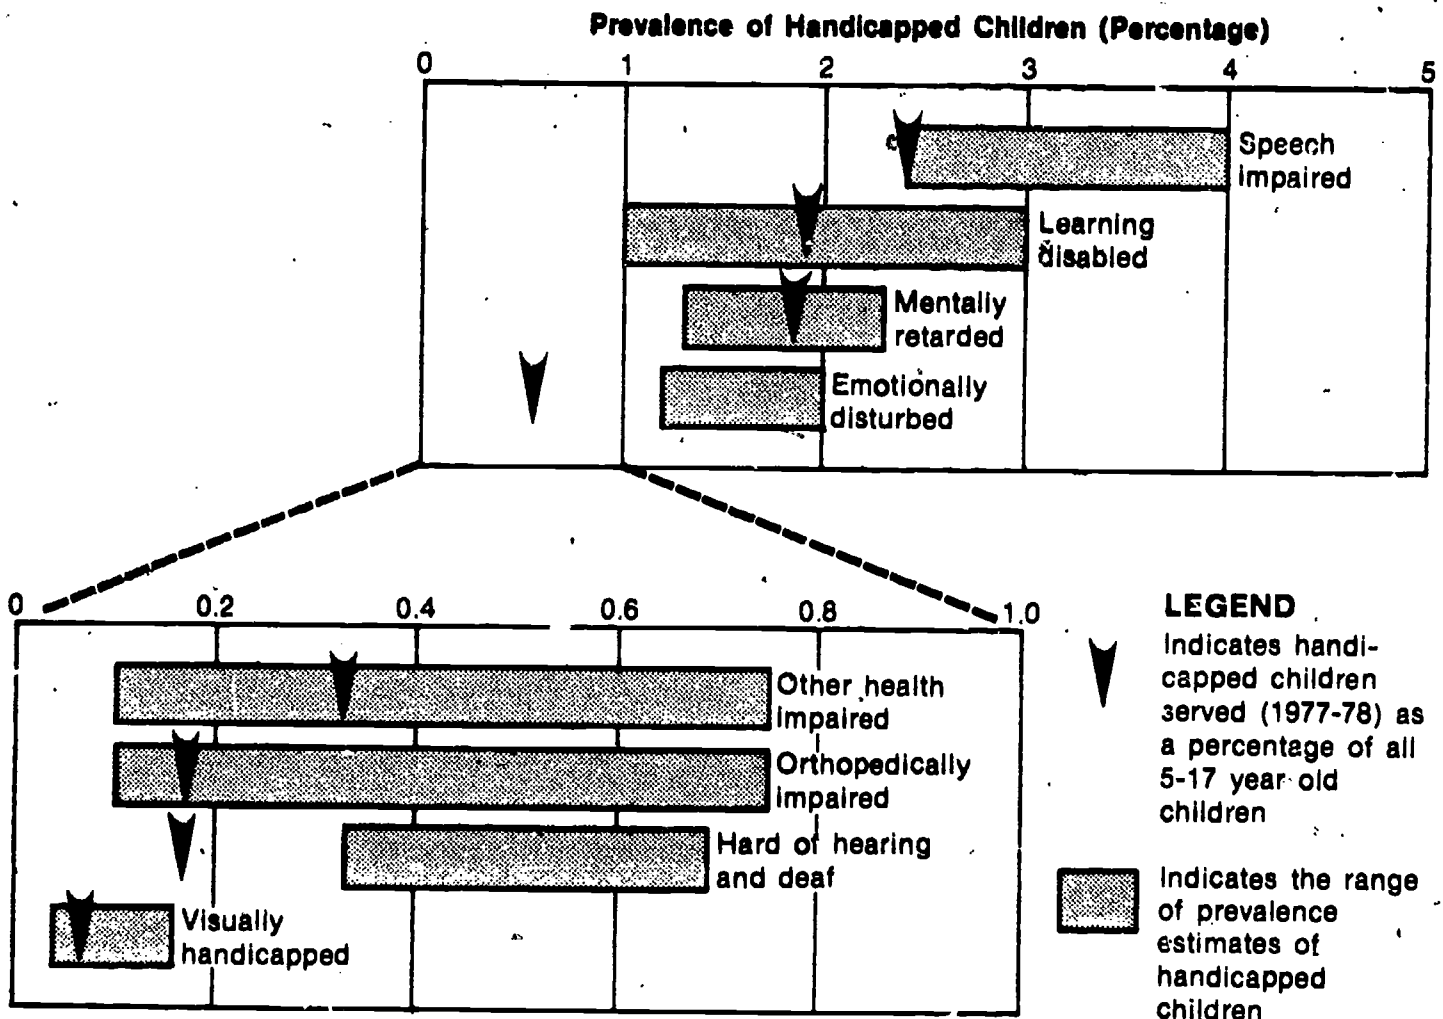 Prevalence of Handicapped Children (Percentage)
0 1 2 3 4 5
Speech
impaired
Learning
disabled
Mentally
retarded
Emotionally
disturbed
0 0.2 0.4 0.6 0.8 1.0
Other health
impaired
Orthopedically
impaired
Hard of hearing
and deaf
Visually
handicapped
LEGEND
Indicates handi-
capped children
served (1977-78) as
a percentage of all
5-17 year old
children
Indicates the range
of prevalence
estimates of
handicapped
children